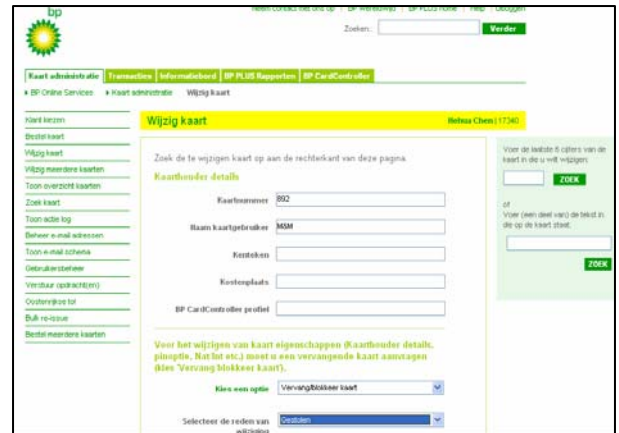 bp
Neem contact met ons op | BP Wereldwijd | BP PLUS Home | Help | Uitloggen
Zoeken:
Verder
Kaart administratie
Transacties
Informatiebord
BP PLUS Rapporten
BP CardController
BP Online Services
Kaart administratie
Wijzig kaart
Klant kiezen
Bestel kaart
Wijzig kaart
Wijzig meerdere kaarten
Toon overzicht kaarten
Zoek kaart
Toon actie log
Beheer e-mail adressen
Toon e-mail schema
Gebruikersbeheer
Verstuur opdracht(en)
Oostenrijkse tol
Bulk re-issue
Bestel meerdere kaarten
Wijzig kaart
Chen | 17340
Zoek de te wijzigen kaart op aan de rechterkant van deze pagina.
Kaarthouder details
Kaartnummer
892
Naam kaartgebruiker
M&M
Kenteken
Kostenplaats
BP CardController profiel
Voor het wijzigen van kaart eigenschappen (Kaarthouder details,
pinoptie, Nat Int etc.) moet u een vervangende kaart aanvragen
(kies 'Vervang blokkeer kaart').
Kies een optie
Vervang/blokkeer kaart
Selecteer de reden van
wijziging
Gestolen
Voer de laatste 6 cijfers van de
kaart in die u wilt wijzigen:
ZOEK
of
Voer (een deel van) de tekst in
die op de kaart staat.
ZOEK